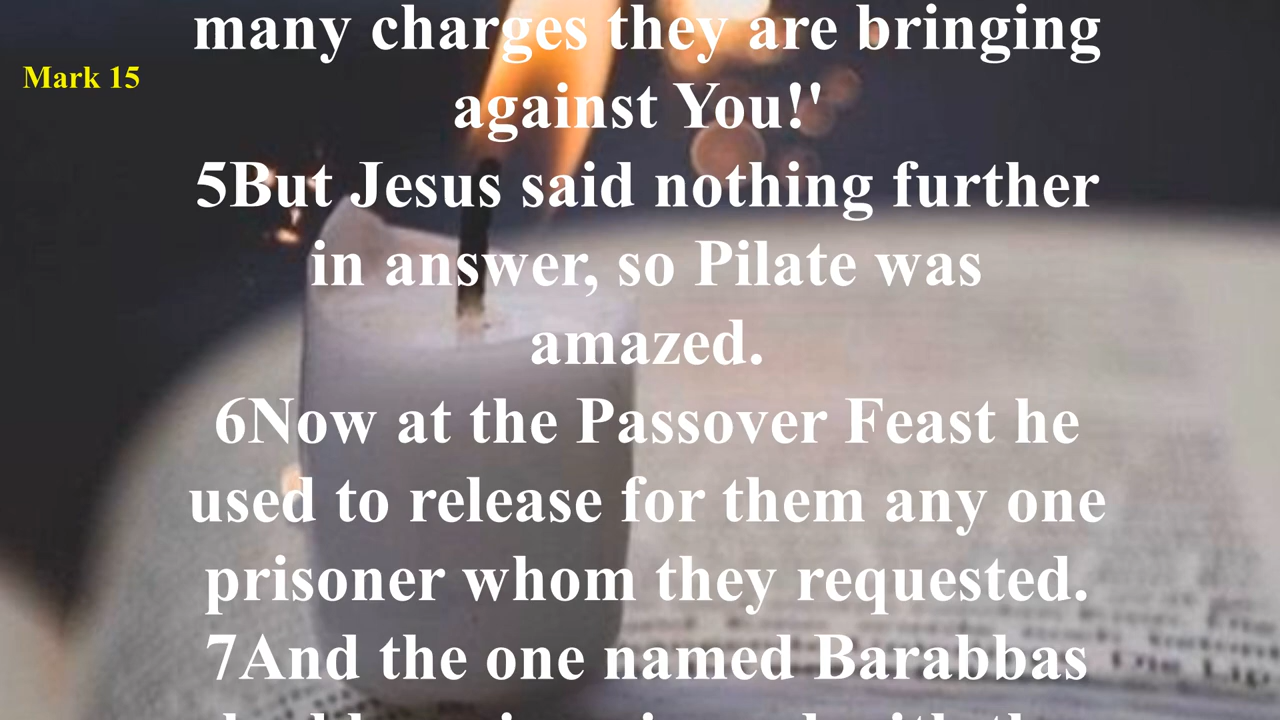 many charges they are bringing
Mark 15
against You!'
5But Jesus said nothing further
in answer, so Pilate was
amazed.
6Now at the Passover Feast he
used to release for them any one
prisoner whom they requested.
7And the one named Barabbas